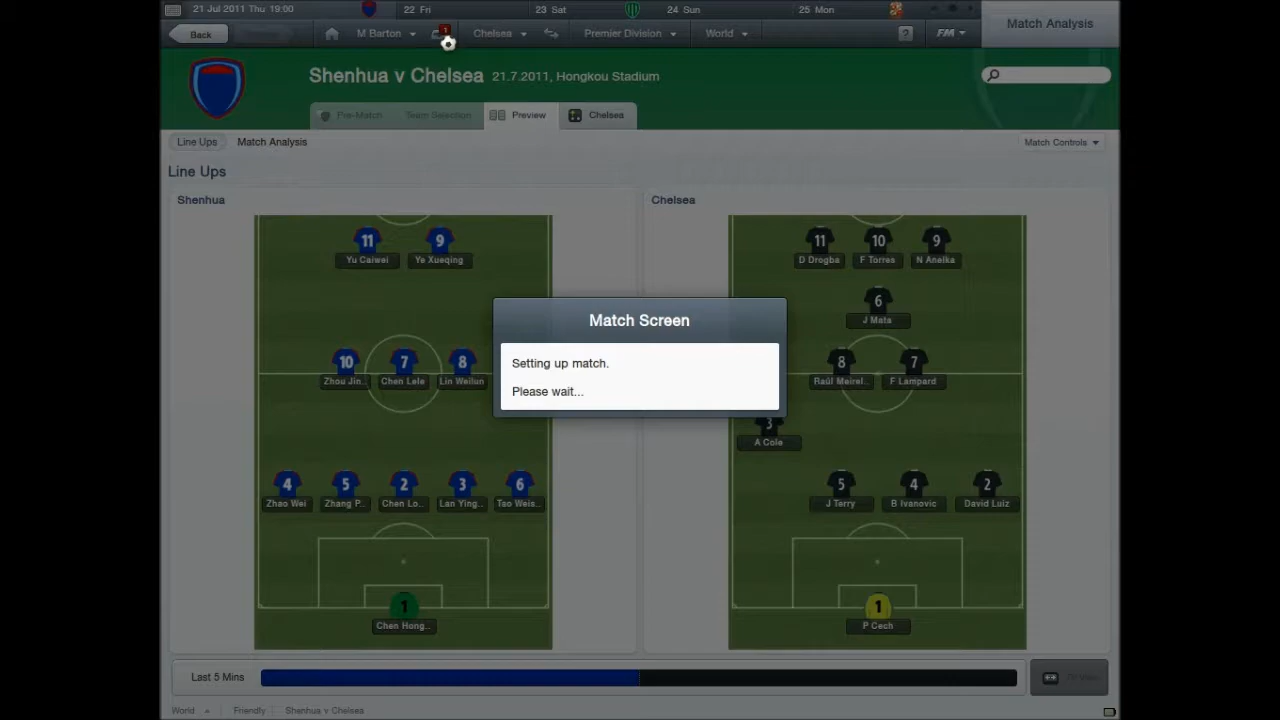 21 Jul 2011 Thu 19:00 22 Fri 23 Sat 24 Sun 25 Mon
Match Analysis
Back M Barton 1 Chelsea Premier Division World ? FM
Shenhua v Chelsea 21.7.2011, Hongkou Stadium
Pre-Match Team Selection Preview Chelsea
Line Ups Match Analysis Match Controls
Line Ups
Shenhua Chelsea
11 9 11 10 9
Yu Caiwei Ye Xueqing D Drogba F Torres N Anelka
6
J Mata
Match Screen
Setting up match.
Please wait...
10 7 8 8 7
Zhou Jin.. Chen Lele Lin Weilun Raúl Meirel.. F Lampard
3
A Cole
4 5 2 3 6 5 4 2
Zhao Wei Zhang P.. Chen Lo.. Lan Ying.. Tao Weis.. J Terry B Ivanovic David Luiz
1 1
Chen Hong.. P Cech
Last 5 Mins
World Friendly Shenhua v Chelsea